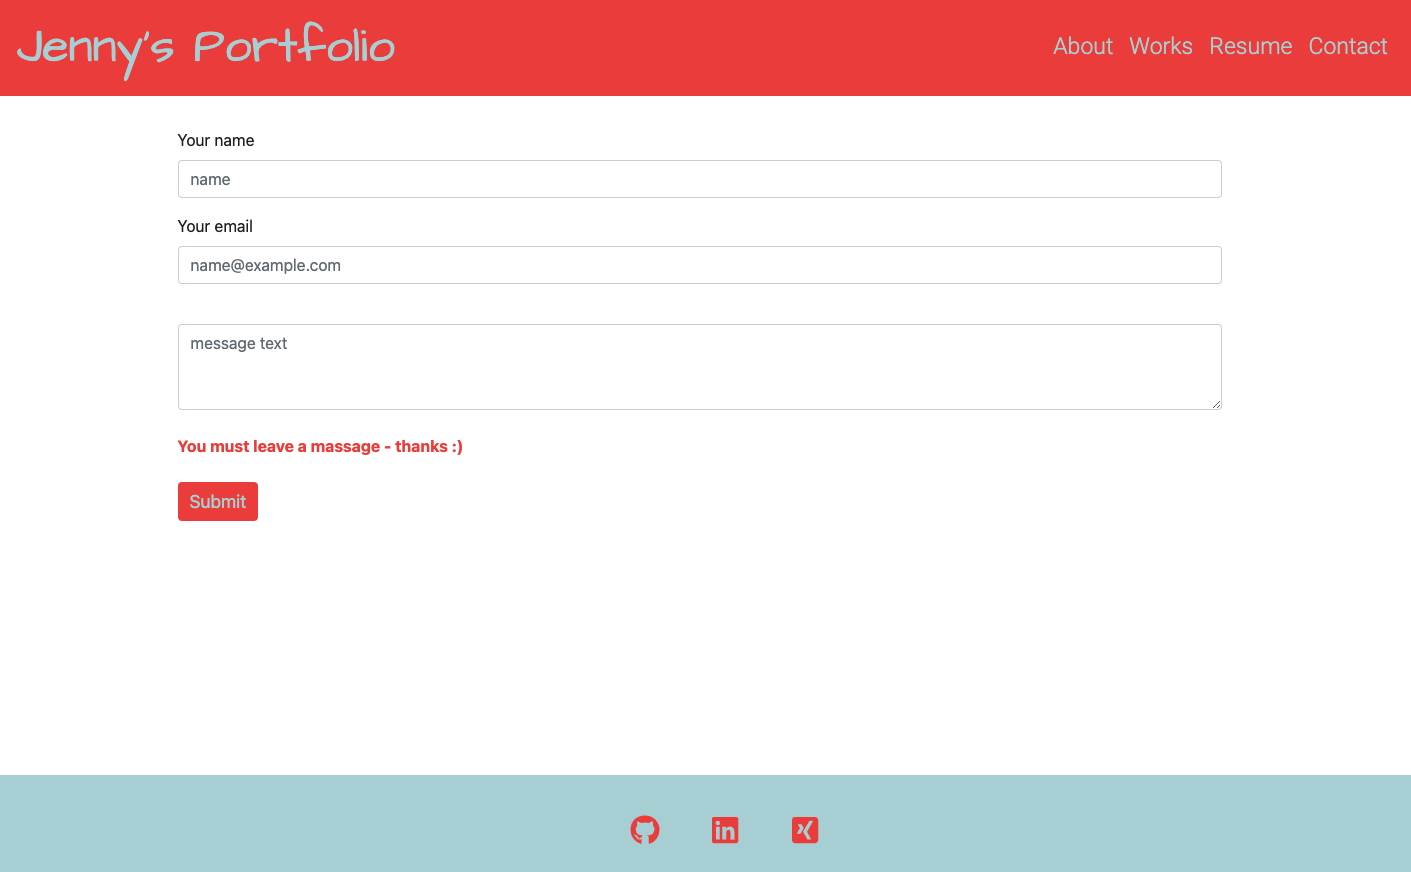 Jenny's Portfolio
About Works Resume Contact
Your name
name
Your email
name@example.com
message text
You must leave a massage - thanks :)
Submit
in